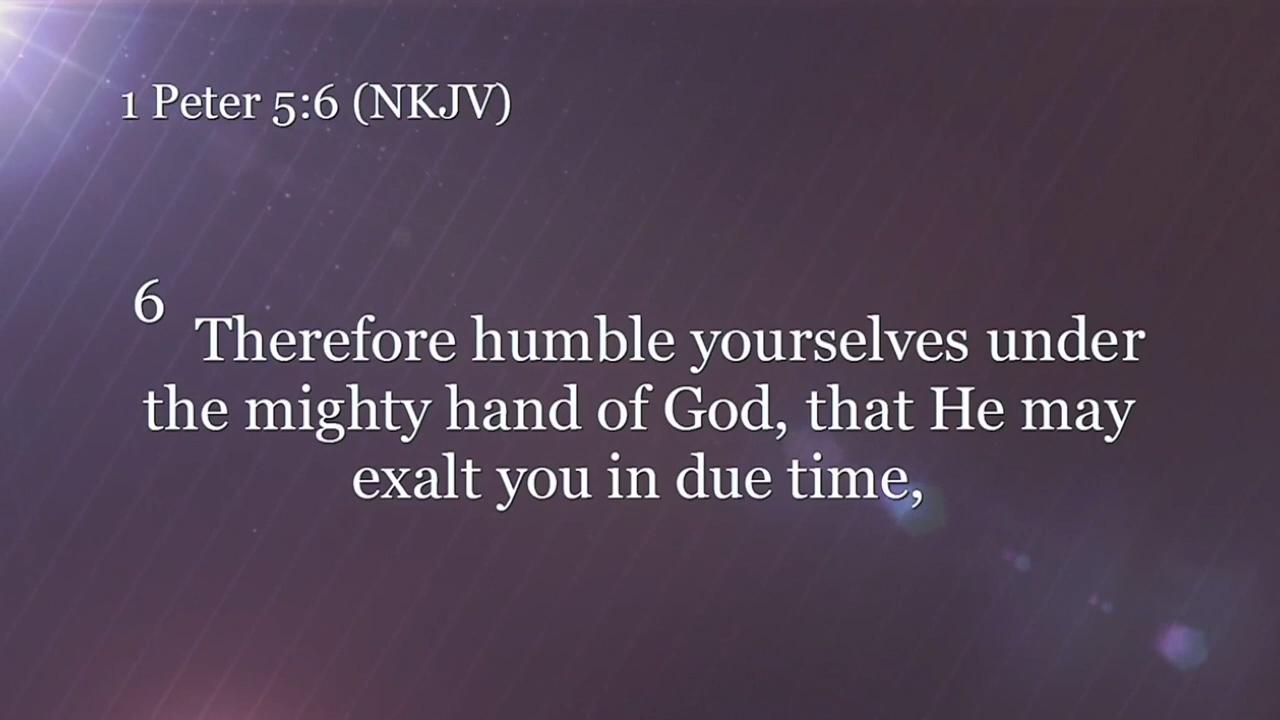 1 Peter 5:6 (NKJV)
6 Therefore humble yourselves under
the mighty hand of God, that He may
exalt you in due time,